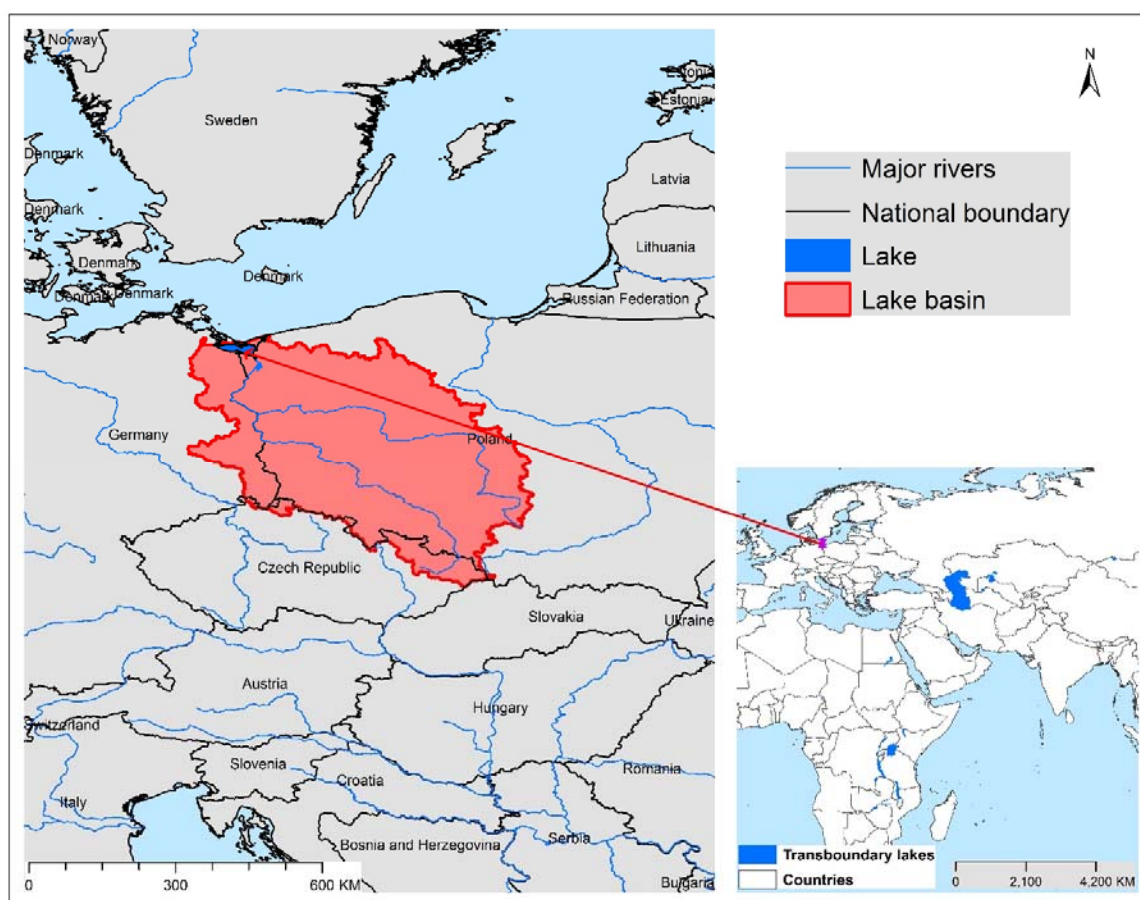 Norway
Sweden
Estonia
Estonia
Denmark
Denmark
Denmark
Denmark
Denmark
Denmark
Latvia
Lithuania
Russian Federation
Germany
Poland
Czech Republic
Slovakia
Ukraine
Austria
Hungary
Switzerland
Slovenia
Croatia
Romania
Italy
Bosnia and Herzegovina
Serbia
Bulgaria
0 300 600 KM
N
Major rivers
National boundary
Lake
Lake basin
Transboundary lakes
Countries
0 2,100 4,200 KM